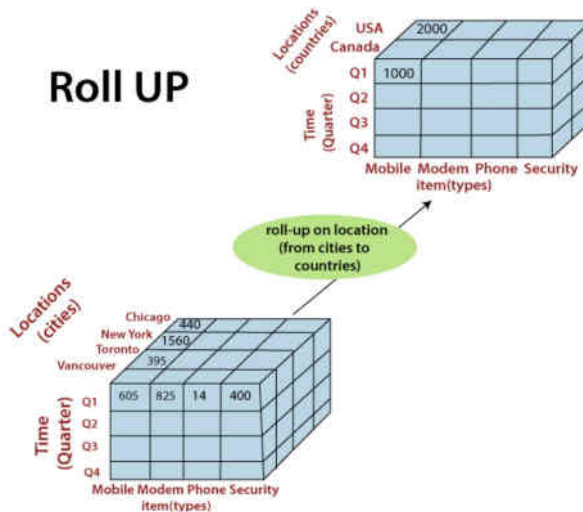 Roll UP
Locations
(countries)
USA
Canada
2000
Q1
Q2
Q3
Q4
1000
Time
(Quarter)
Mobile Modem Phone Security
item(types)
roll-up on location
(from cities to
countries)
Locations
(cities)
Chicago
New York
Toronto
Vancouver
440
1560
395
Q1
Q2
Q3
Q4
605 825 14 400
Time
(Quarter)
Mobile Modem Phone Security
item(types)